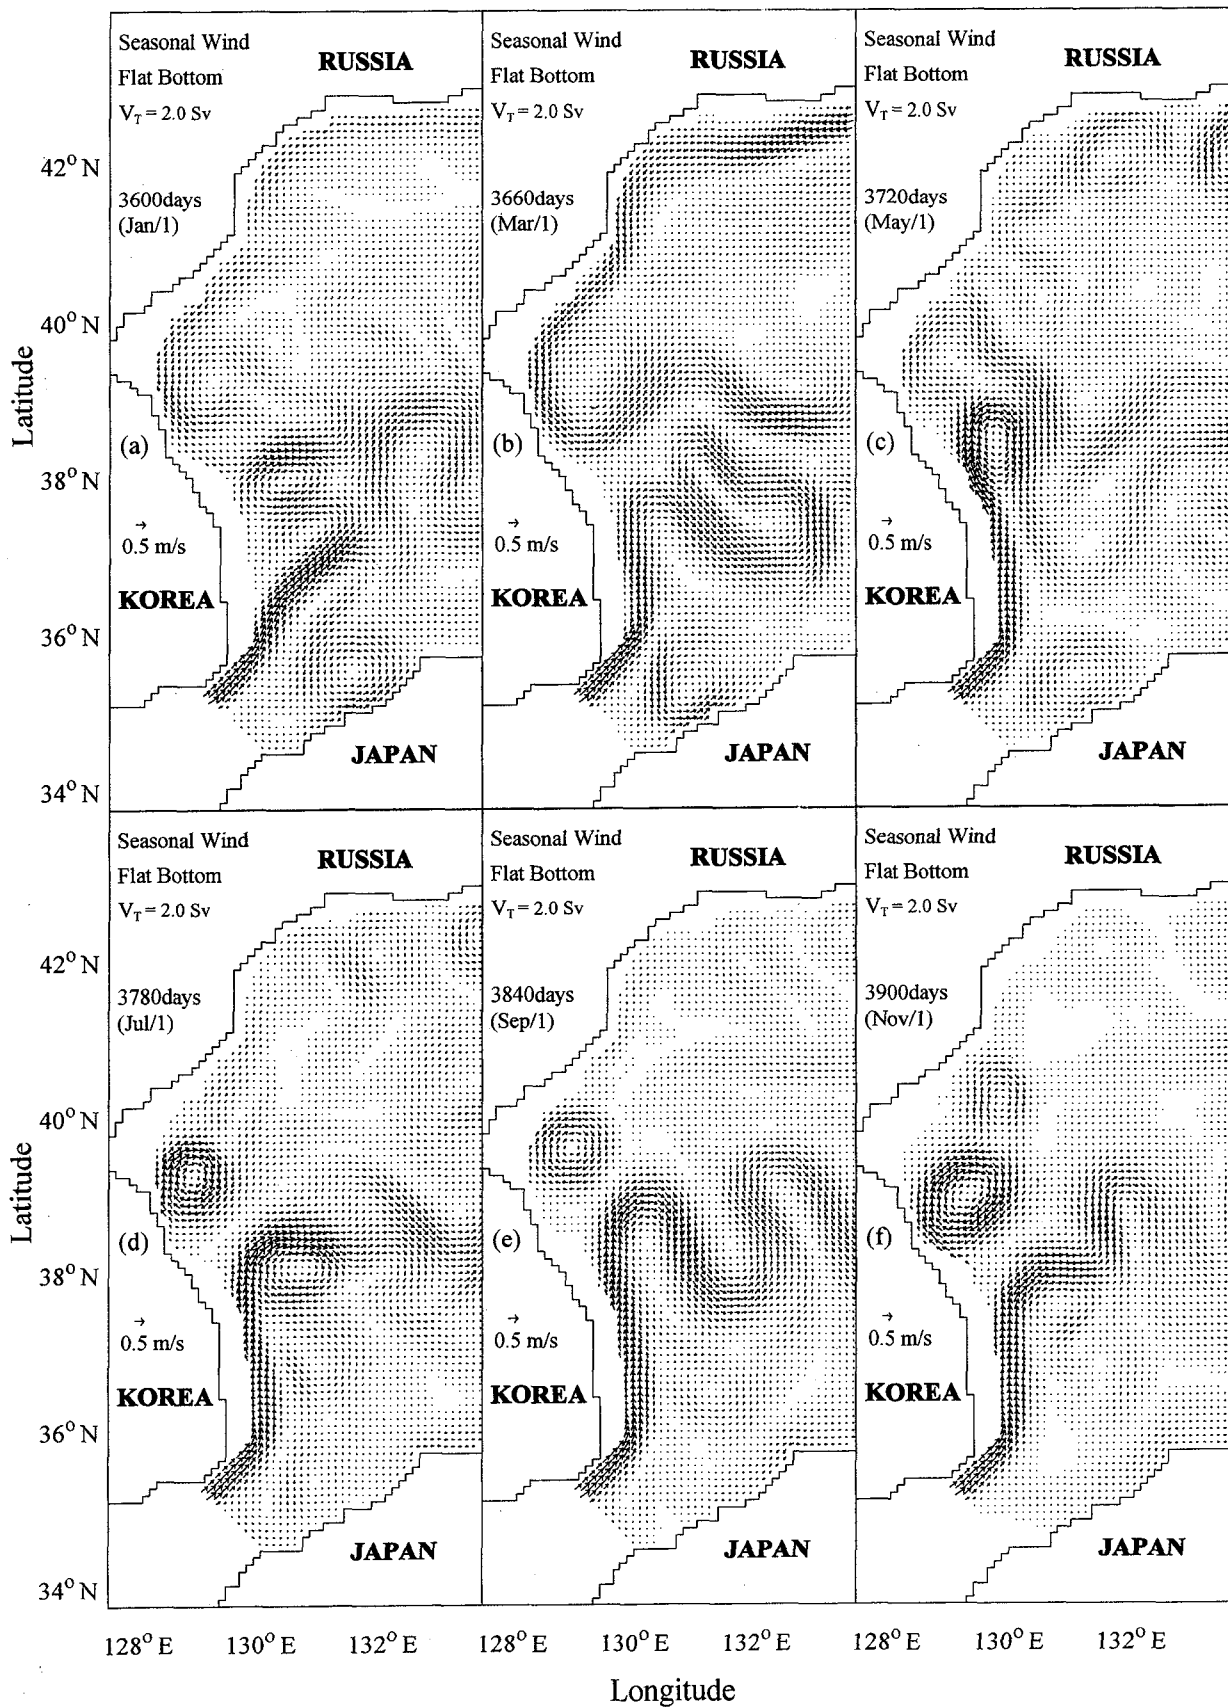 Seasonal Wind
Flat Bottom
V_T = 2.0 Sv
RUSSIA
3600days
(Jan/1)
(a)
0.5 m/s
KOREA
JAPAN
Seasonal Wind
Flat Bottom
V_T = 2.0 Sv
RUSSIA
3660days
(Mar/1)
(b)
0.5 m/s
KOREA
JAPAN
Seasonal Wind
Flat Bottom
V_T = 2.0 Sv
RUSSIA
3720days
(May/1)
(c)
0.5 m/s
KOREA
JAPAN
42° N
40° N
38° N
36° N
34° N
Latitude
Seasonal Wind
Flat Bottom
V_T = 2.0 Sv
RUSSIA
3780days
(Jul/1)
(d)
0.5 m/s
KOREA
JAPAN
Seasonal Wind
Flat Bottom
V_T = 2.0 Sv
RUSSIA
3840days
(Sep/1)
(e)
0.5 m/s
KOREA
JAPAN
Seasonal Wind
Flat Bottom
V_T = 2.0 Sv
RUSSIA
3900days
(Nov/1)
(f)
0.5 m/s
KOREA
JAPAN
42° N
40° N
38° N
36° N
34° N
Latitude
128° E 130° E 132° E 128° E 130° E 132° E 128° E 130° E 132° E
Longitude